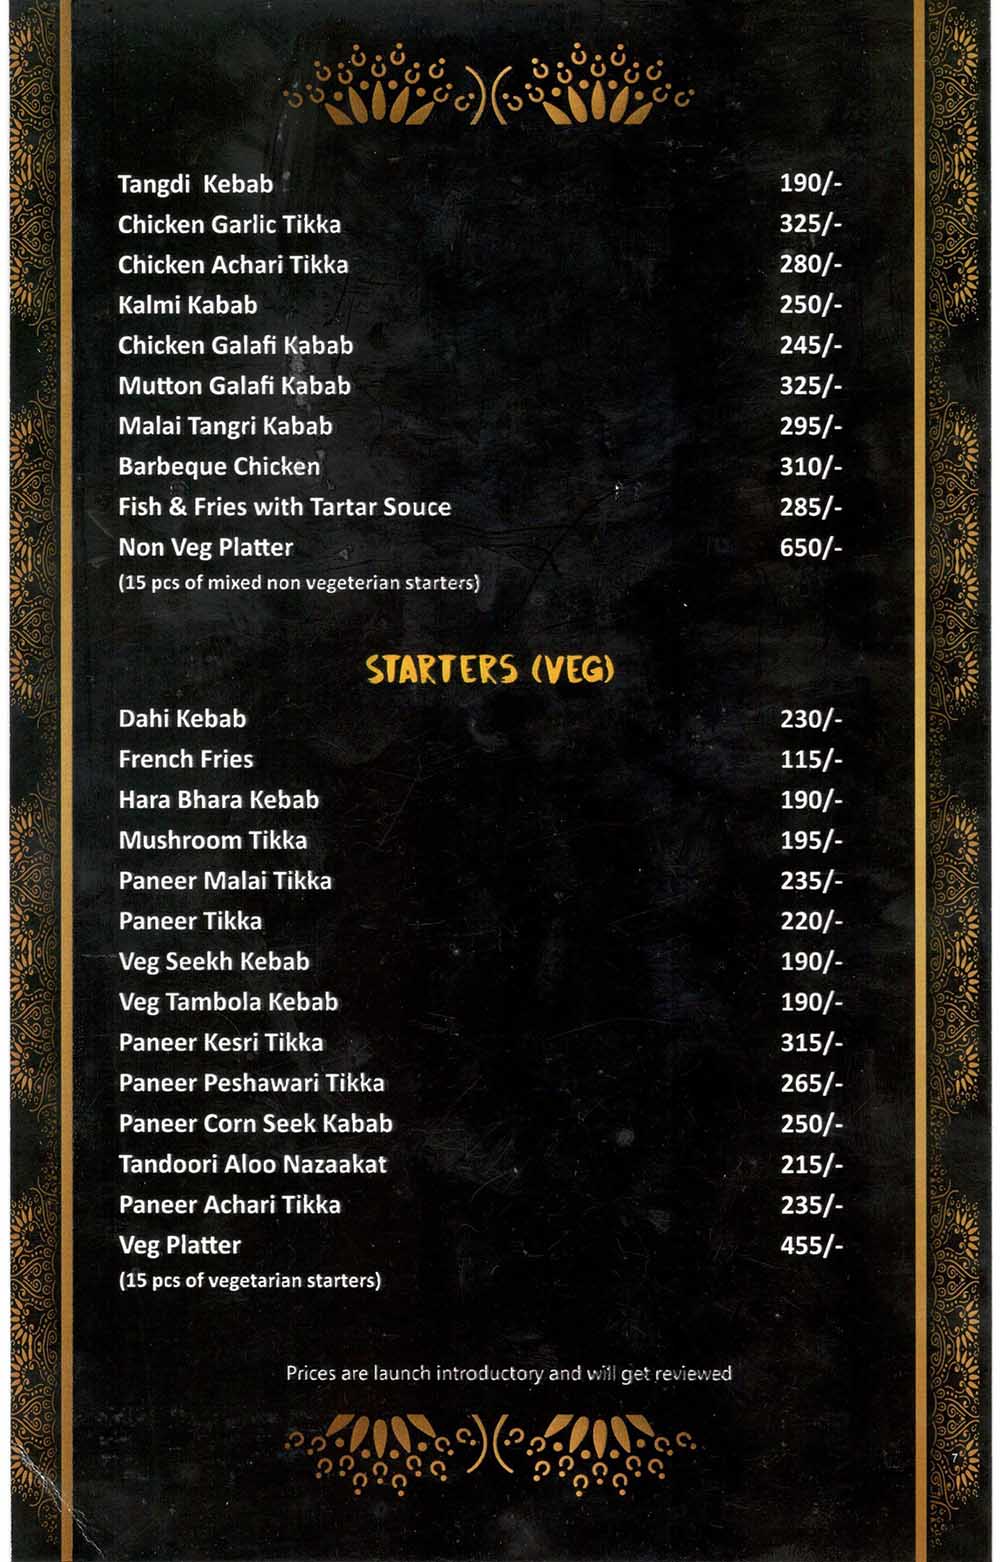 Tangdi Kebab 190/-
Chicken Garlic Tikka 325/-
Chicken Achari Tikka 280/-
Kalmi Kabab 250/-
Chicken Galafi Kabab 245/-
Mutton Galafi Kabab 325/-
Malai Tangri Kabab 295/-
Barbeque Chicken 310/-
Fish & Fries with Tartar Souce 285/-
Non Veg Platter 650/-
(15 pcs of mixed non vegeterian starters)
STARTERS (VEG)
Dahi Kebab 230/-
French Fries 115/-
Hara Bhara Kebab 190/-
Mushroom Tikka 195/-
Paneer Malai Tikka 235/-
Paneer Tikka 220/-
Veg Seekh Kebab 190/-
Veg Tambola Kebab 190/-
Paneer Kesri Tikka 315/-
Paneer Peshawari Tikka 265/-
Paneer Corn Seek Kabab 250/-
Tandoori Aloo Nazaakat 215/-
Paneer Achari Tikka 235/-
Veg Platter 455/-
(15 pcs of vegetarian starters)
Prices are launch introductory and will get reviewed
7